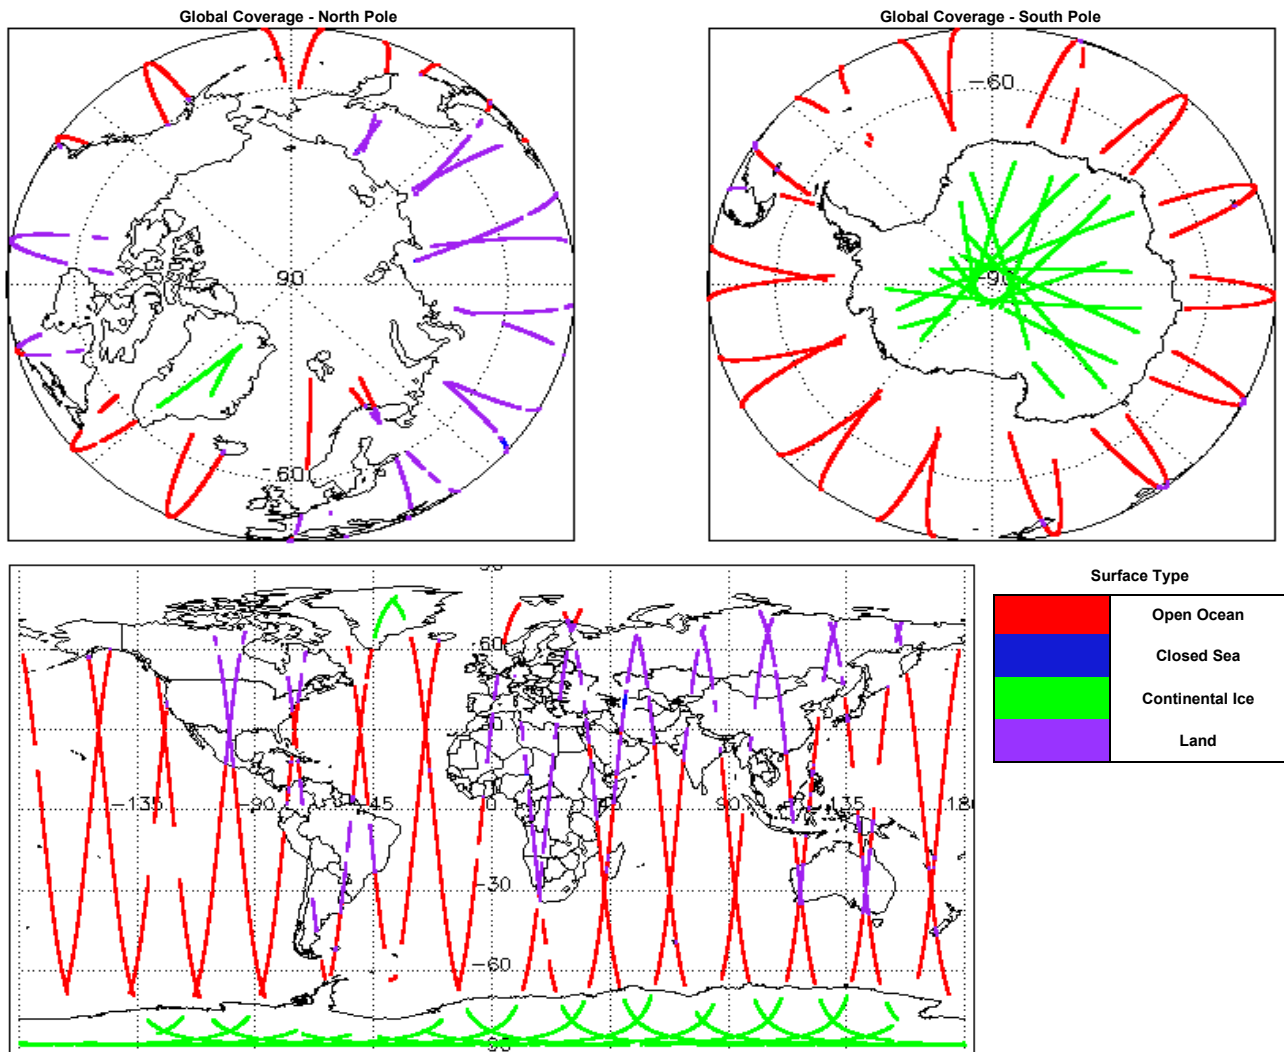 Global Coverage - North Pole
Global Coverage - South Pole
90
60
-60
-90
Surface Type
Open Ocean
Closed Sea
Continental Ice
Land
60
-135
-90
-45
0
45
90
135
180
-30
-60